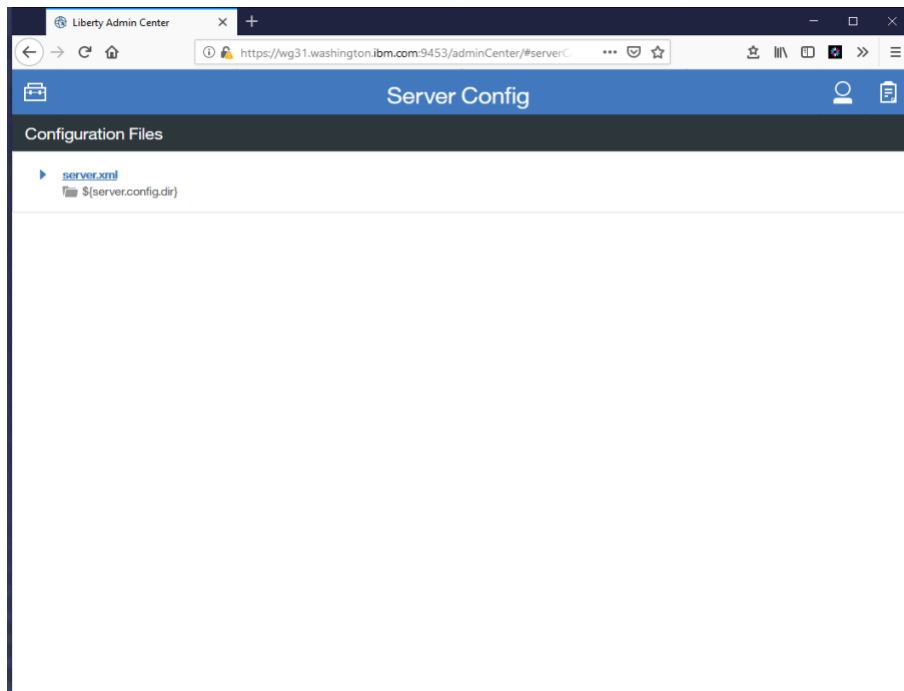 Liberty Admin Center
https://wg31.washington.ibm.com:9453/adminCenter/#serverC
Server Config
Configuration Files
server.xml
${server.config.dir}